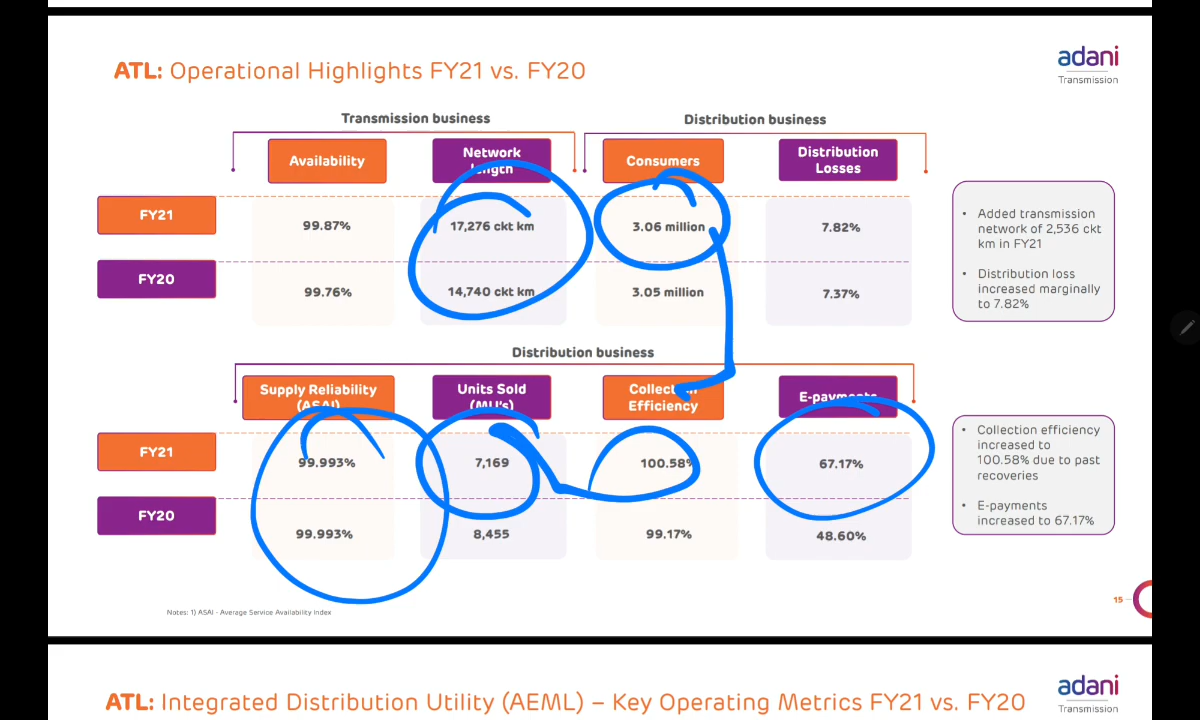 ATL: Operational Highlights FY21 vs. FY20
adani
Transmission
Transmission business
Distribution business
Availability
Network
Length
Consumers
Distribution
Losses
FY21
99.87%
17,276 ckt km
3.06 million
7.82%
FY20
99.76%
14,740 ckt km
3.05 million
7.37%
• Added transmission
network of 2,536 ckt
km in FY21
• Distribution loss
increased marginally
to 7.82%
Distribution business
Supply Reliability
(ASAI)
Units Sold
(MU's)
Collection
Efficiency
E-payments
FY21
99.993%
7,169
100.58%
67.17%
FY20
99.993%
8,455
99.17%
48.60%
• Collection efficiency
increased to
100.58% due to past
recoveries
• E-payments
increased to 67.17%
Notes: 1) ASAI - Average Service Availability Index
15
ATL: Integrated Distribution Utility (AEML) – Key Operating Metrics FY21 vs. FY20
adani
Transmission